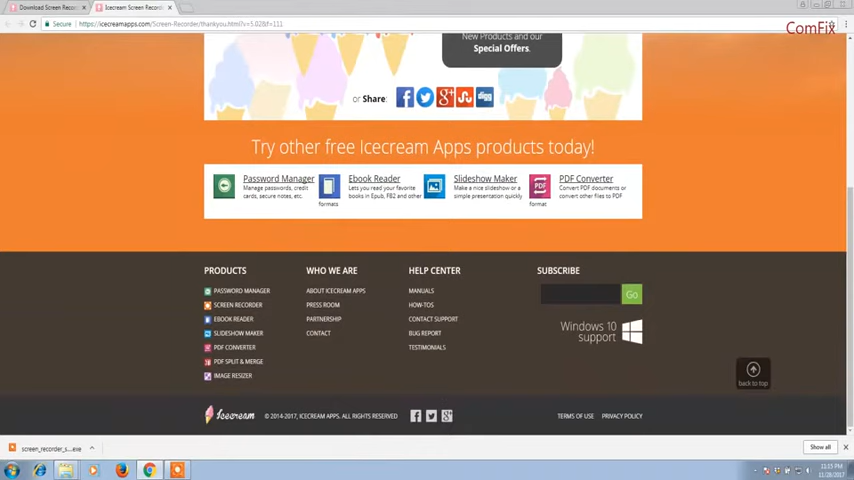 Download Screen Recor
Icecream Screen Record
Secure
https://icecreamapps.com/Screen-Recorder/thankyou.html?v=5.02&f=111
ComFix
New Products and our
Special Offers.
or Share:
Try other free Icecream Apps products today!
Password Manager
Manage passwords, credit
cards, secure notes, etc.
Ebook Reader
Lets you read your favorite
books in Epub, FB2 and other
formats
Slideshow Maker
Make a nice slideshow or a
simple presentation quickly
PDF Converter
Convert PDF documents or
convert other files to PDF
format
PRODUCTS
PASSWORD MANAGER
SCREEN RECORDER
EBOOK READER
SLIDESHOW MAKER
PDF CONVERTER
PDF SPLIT & MERGE
IMAGE RESIZER
WHO WE ARE
ABOUT ICECREAM APPS
PRESS ROOM
PARTNERSHIP
CONTACT
HELP CENTER
MANUALS
HOW-TOS
CONTACT SUPPORT
BUG REPORT
TESTIMONIALS
SUBSCRIBE
Go
Windows 10
support
back to top
Icecream
© 2014-2017, ICECREAM APPS. ALL RIGHTS RESERVED
TERMS OF USE
PRIVACY POLICY
screen_recorder_s....exe
Show all
11:15 PM
11/28/2017